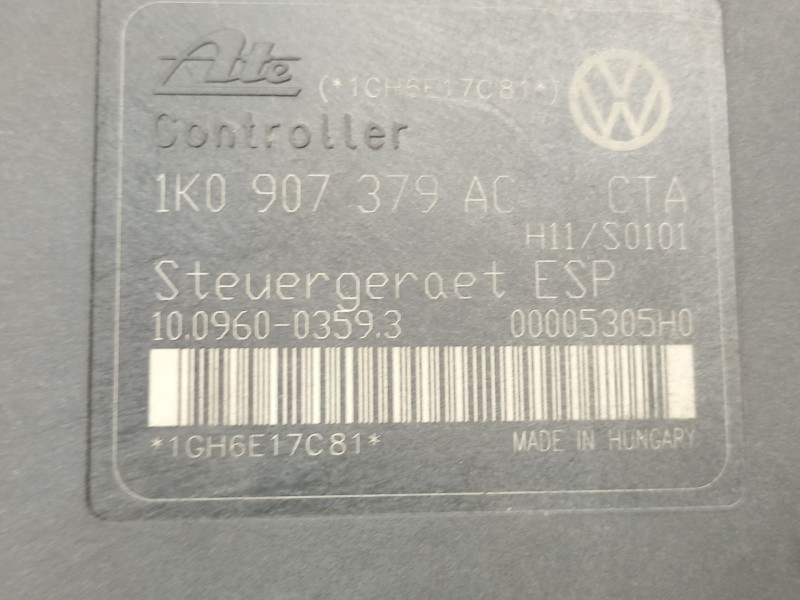 Ate (*1GH6E17C81*)
Controller
1K0 907 379 AC CTA
H11/S0101
Steuergeraet ESP
10.0960-0359.3 00005305H0
*1GH6E17C81* MADE IN HUNGARY